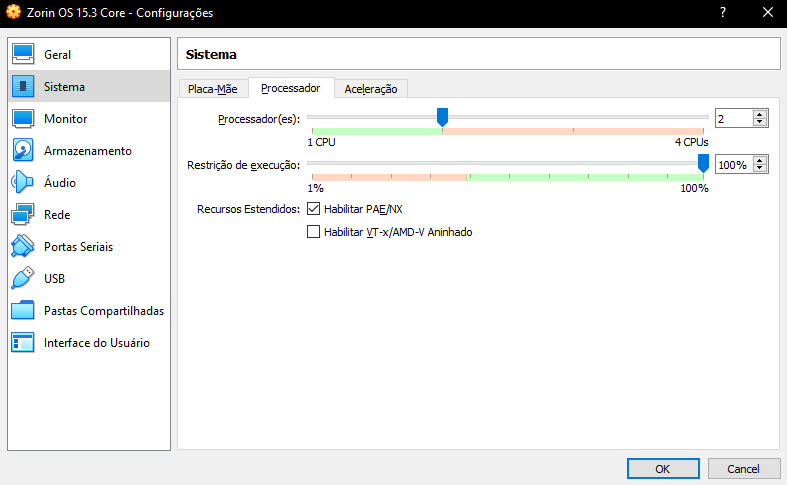 Zorin OS 15.3 Core - Configurações
?
Geral
Sistema
Monitor
Armazenamento
Áudio
Rede
Portas Seriais
USB
Pastas Compartilhadas
Interface do Usuário
Sistema
Placa-Mãe Processador Aceleração
Processador(es): 2
1 CPU 4 CPUs
Restrição de execução: 100%
1% 100%
Recursos Estendidos: Habilitar PAE/NX
Habilitar VT-x/AMD-V Aninhado
OK Cancel